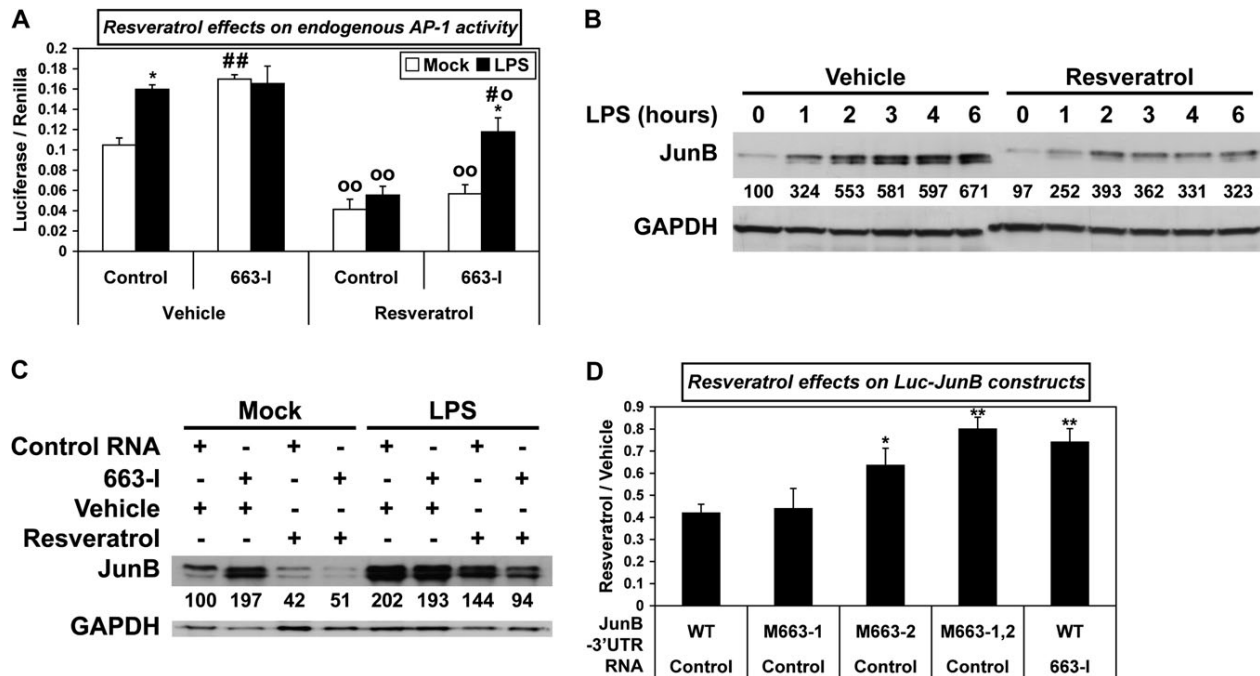 A
Resveratrol effects on endogenous AP-1 activity
Mock LPS
Luciferase / Renilla
0.2
0.18
0.16
0.14
0.12
0.1
0.08
0.06
0.04
0.02
0
* ## oo oo oo #o *
Control 663-I Control 663-I
Vehicle Resveratrol
B
Vehicle Resveratrol
LPS (hours) 0 1 2 3 4 6 0 1 2 3 4 6
JunB
100 324 553 581 597 671 97 252 393 362 331 323
GAPDH
C
Mock LPS
Control RNA + - + - + - + -
663-I - + - + - + - +
Vehicle + + - - + + - -
Resveratrol - - + + - - + +
JunB
100 197 42 51 202 193 144 94
GAPDH
D
Resveratrol effects on Luc-JunB constructs
Resveratrol / Vehicle
0.9
0.8
0.7
0.6
0.5
0.4
0.3
0.2
0.1
0
* ** **
JunB -3'UTR WT M663-1 M663-2 M663-1,2 WT
RNA Control Control Control Control 663-I